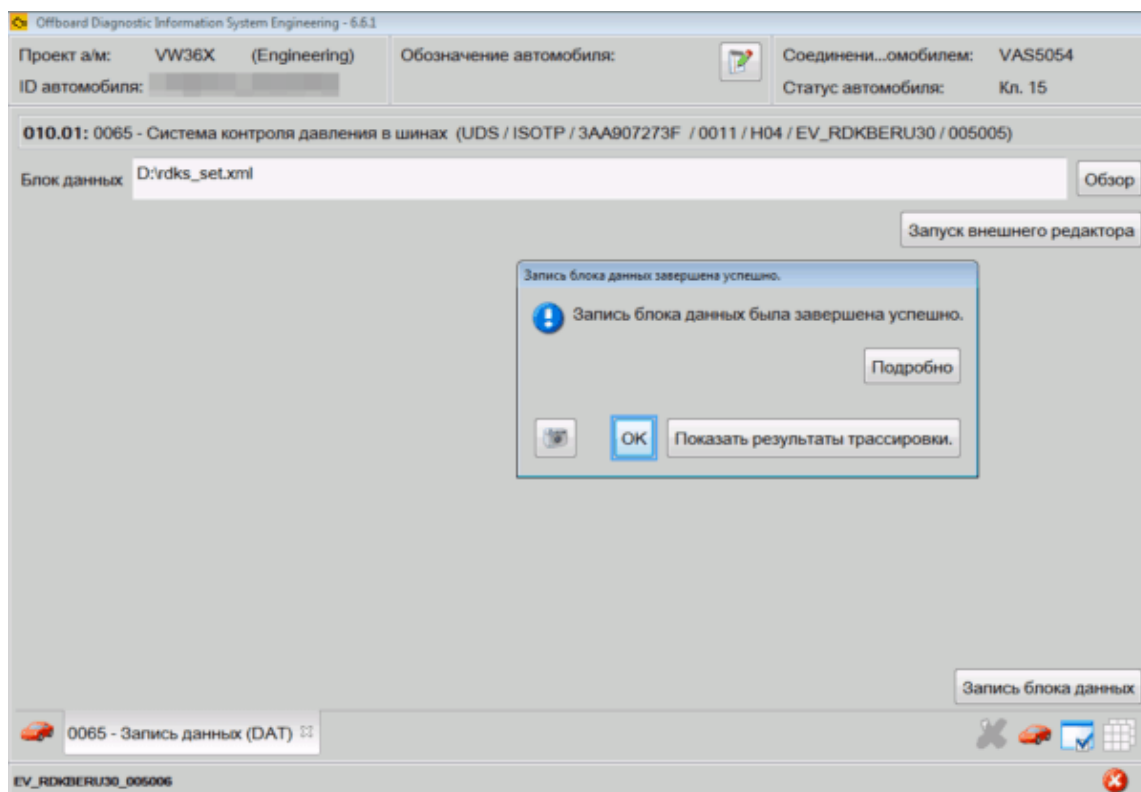 Offboard Diagnostic Information System Engineering - 6.6.1
Проект а/м: VW36X (Engineering) Обозначение автомобиля: Соединени...омобилем: VAS5054
ID автомобиля: Статус автомобиля: Кл. 15
010.01: 0065 - Система контроля давления в шинах (UDS / ISOTP / 3AA907273F / 0011 / H04 / EV_RDKBERU30 / 005005)
Блок данных D:\rdks_set.xml Обзор
Запуск внешнего редактора
Запись блока данных завершена успешно.
Запись блока данных была завершена успешно.
Подробно
OK Показать результаты трассировки.
Запись блока данных
0065 - Запись данных (DAT)
EV_RDKBERU30_005006